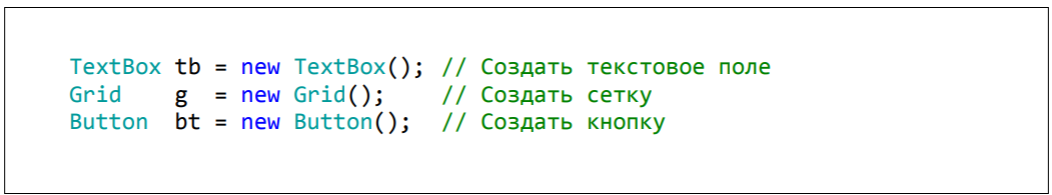 TextBox tb = new TextBox(); // Создать текстовое поле
Grid    g  = new Grid();    // Создать сетку
Button  bt = new Button();  // Создать кнопку